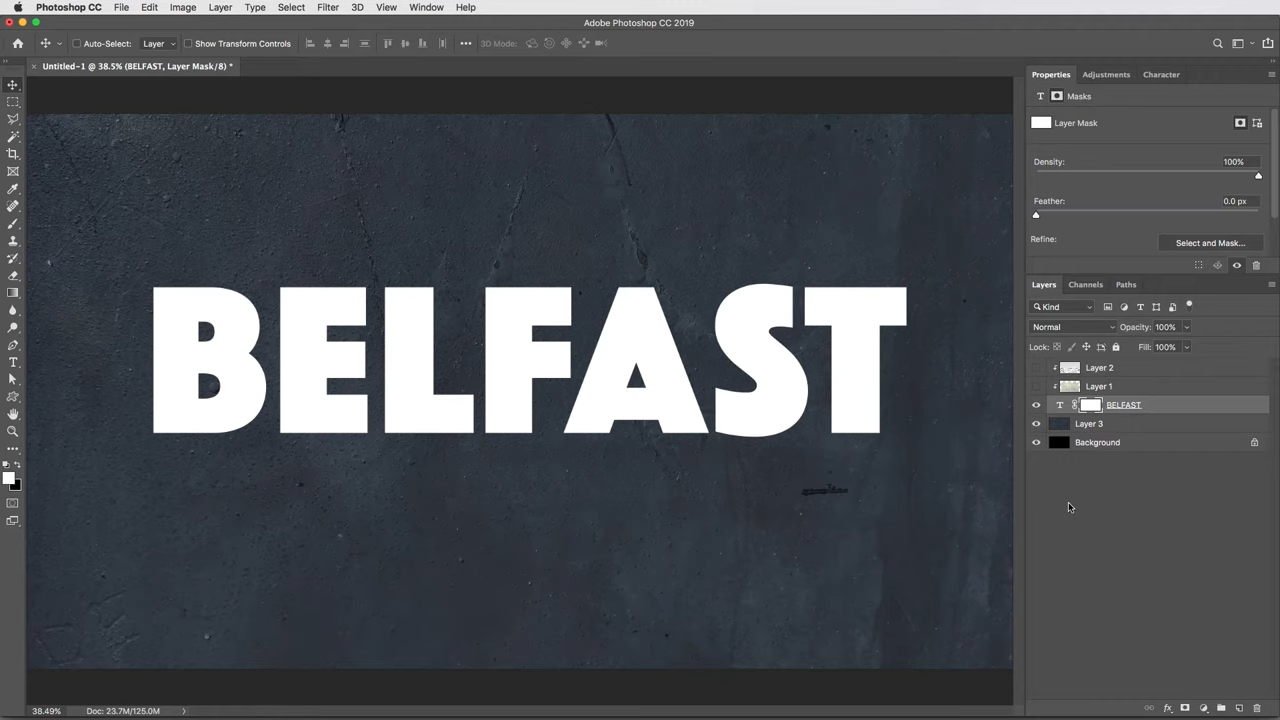 Photoshop CC File Edit Image Layer Type Select Filter 3D View Window Help
Adobe Photoshop CC 2019
Auto-Select: Layer Show Transform Controls 3D Mode:
Untitled-1 @ 38.5% (BELFAST, Layer Mask/8) *
Properties Adjustments Character
Masks
Layer Mask
Density: 100%
Feather: 0.0 px
Refine: Select and Mask...
Layers Channels Paths
Kind
Normal Opacity: 100%
Lock: Fill: 100%
Layer 2
Layer 1
BELFAST
Layer 3
Background
BELFAST
38.49% Doc: 23.7M/125.0M